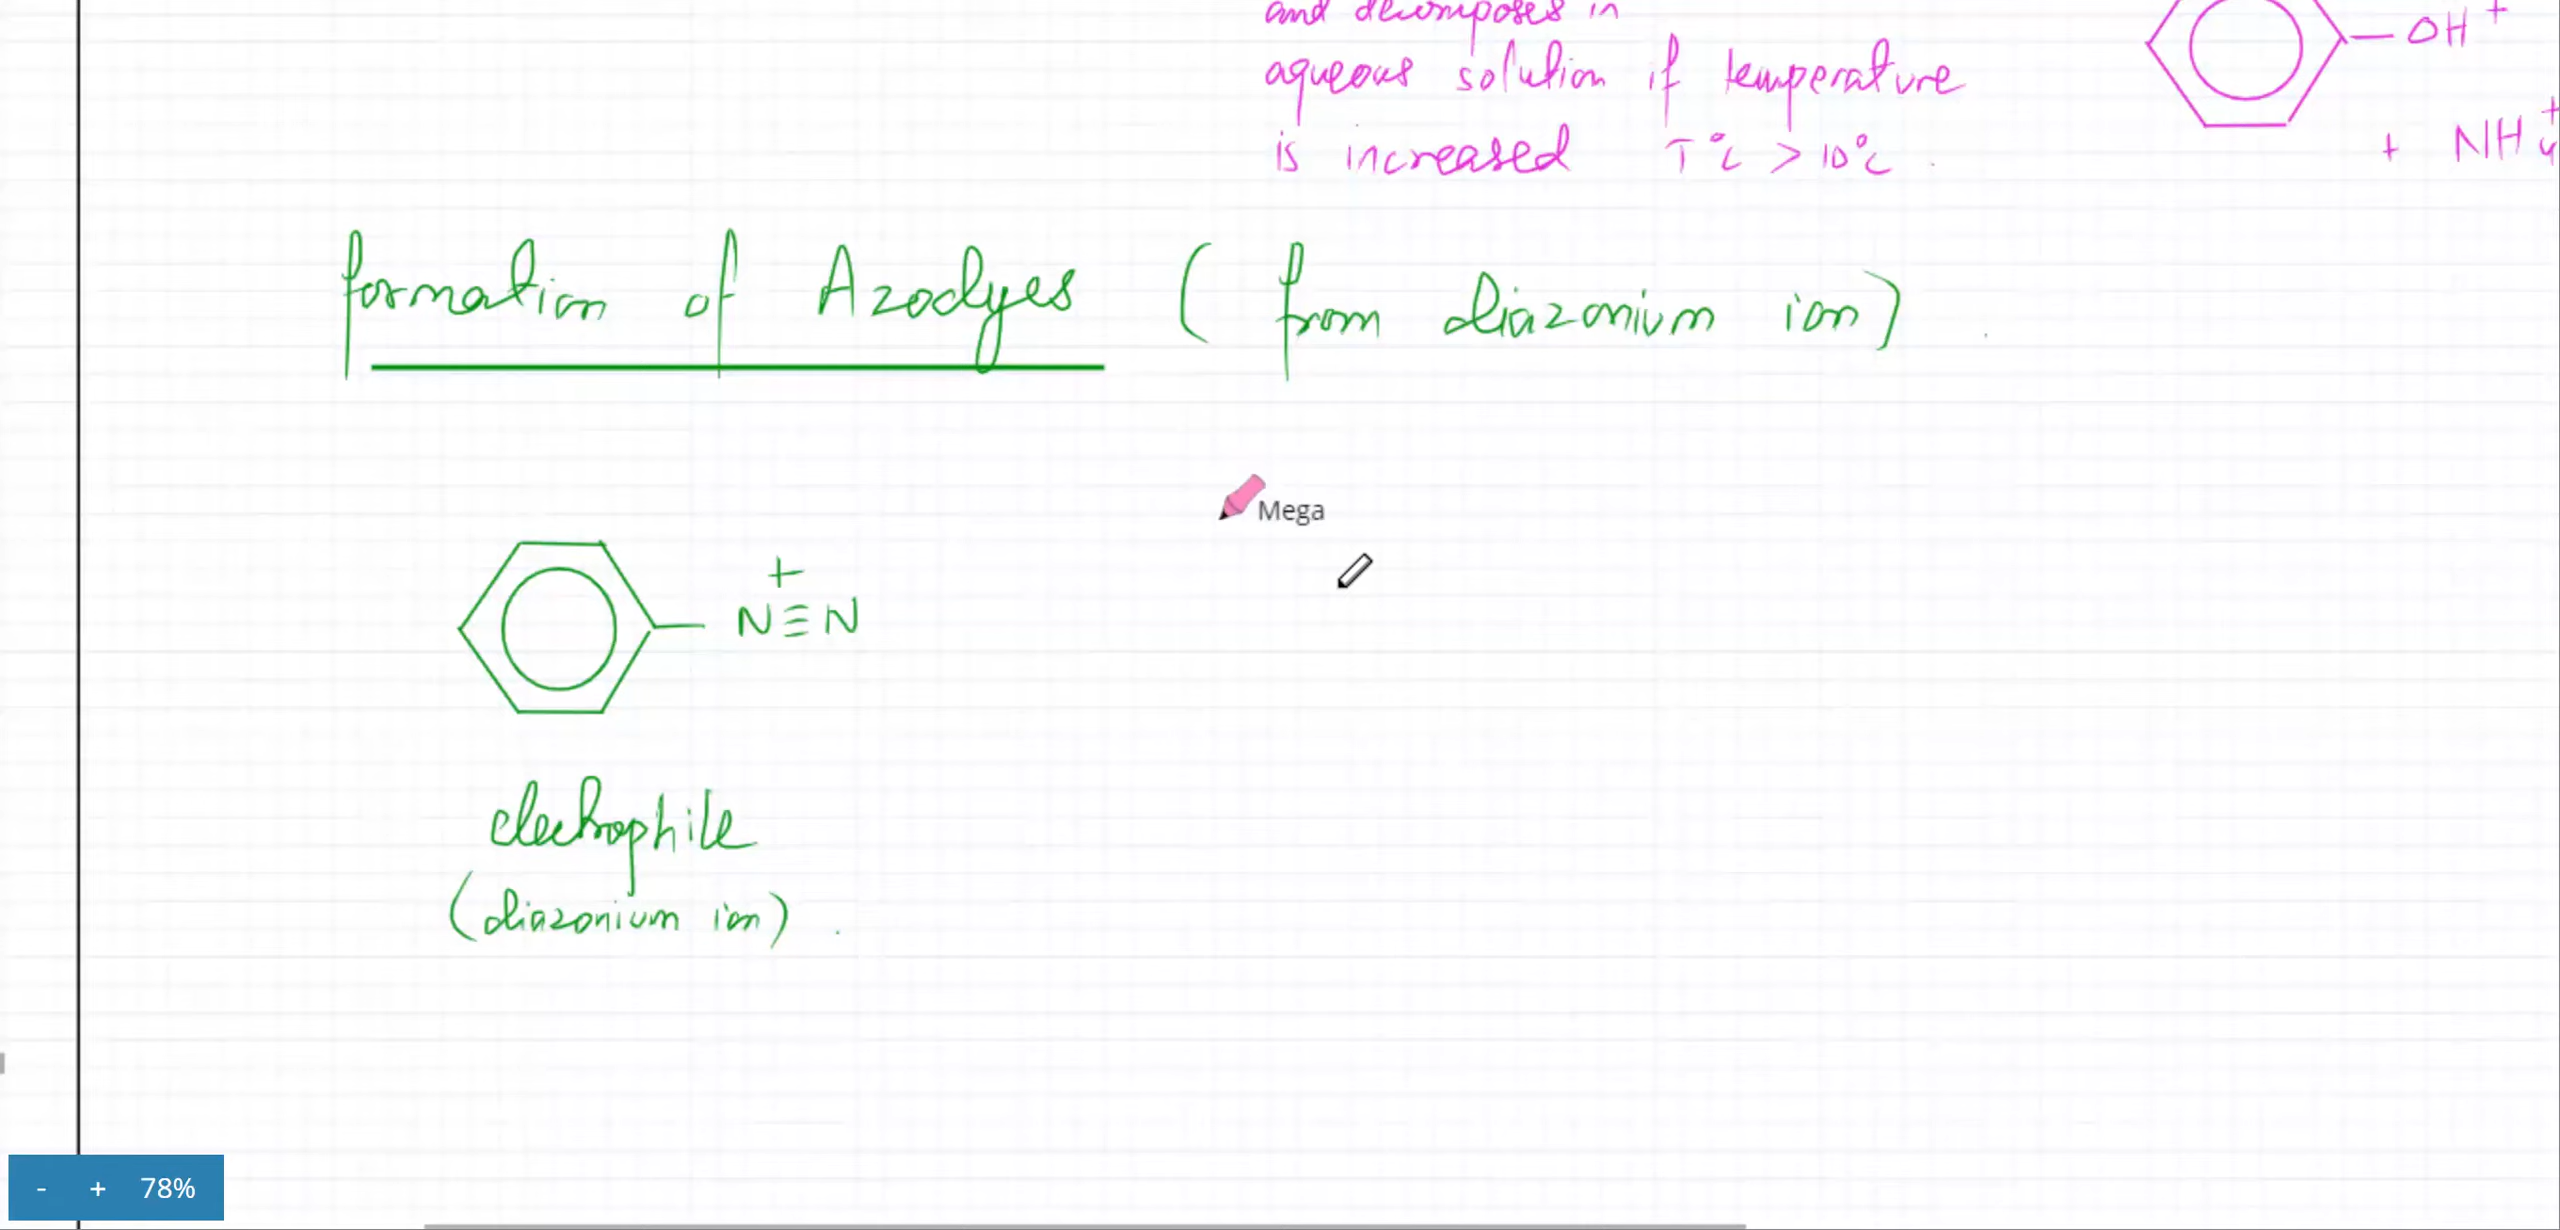 and decomposes in
aqueous solution if temperature
is increased T°C > 10°C.
OH +
+ NH4+
formation of Azodyes (from diazonium ion).
Mega
+
N≡N
electrophile
(diazonium ion).
- + 78%